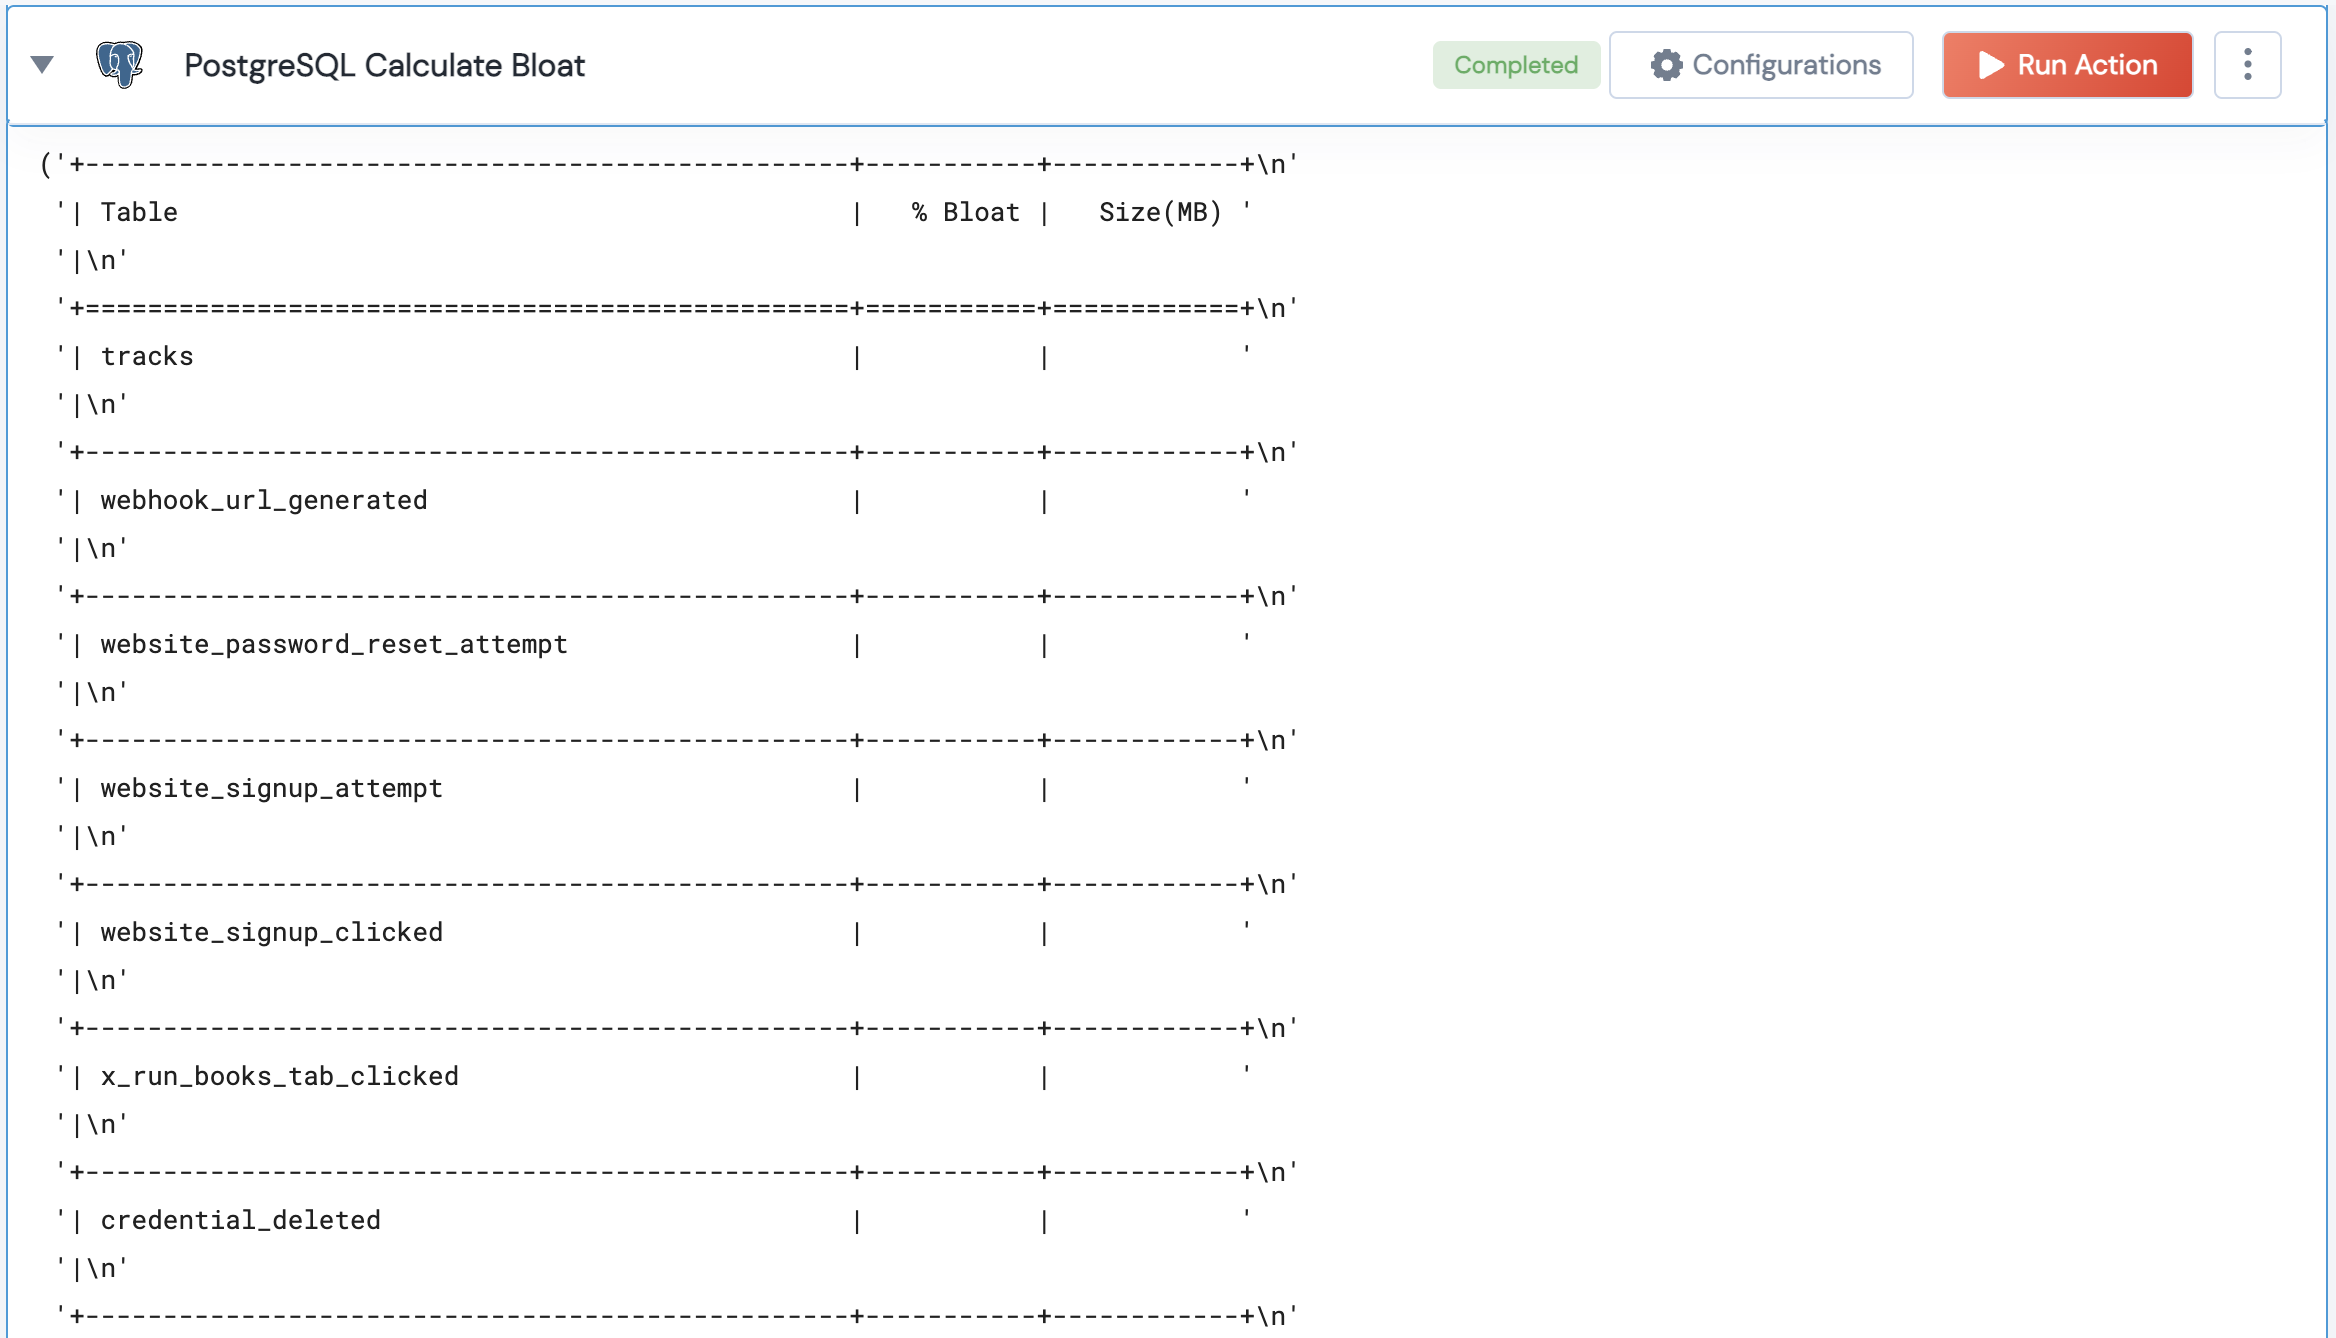 PostgreSQL Calculate Bloat Completed Configurations Run Action
('+-------------------------------------------------+-----------+------------+\n'
'| Table                                           |   % Bloat |   Size(MB) '
'|\n'
'+=================================================+===========+============+\n'
'| tracks                                          |           |            '
'|\n'
'+-------------------------------------------------+-----------+------------+\n'
'| webhook_url_generated                           |           |            '
'|\n'
'+-------------------------------------------------+-----------+------------+\n'
'| website_password_reset_attempt                  |           |            '
'|\n'
'+-------------------------------------------------+-----------+------------+\n'
'| website_signup_attempt                          |           |            '
'|\n'
'+-------------------------------------------------+-----------+------------+\n'
'| website_signup_clicked                          |           |            '
'|\n'
'+-------------------------------------------------+-----------+------------+\n'
'| x_run_books_tab_clicked                         |           |            '
'|\n'
'+-------------------------------------------------+-----------+------------+\n'
'| credential_deleted                              |           |            '
'|\n'
'+-------------------------------------------------+-----------+------------+\n'